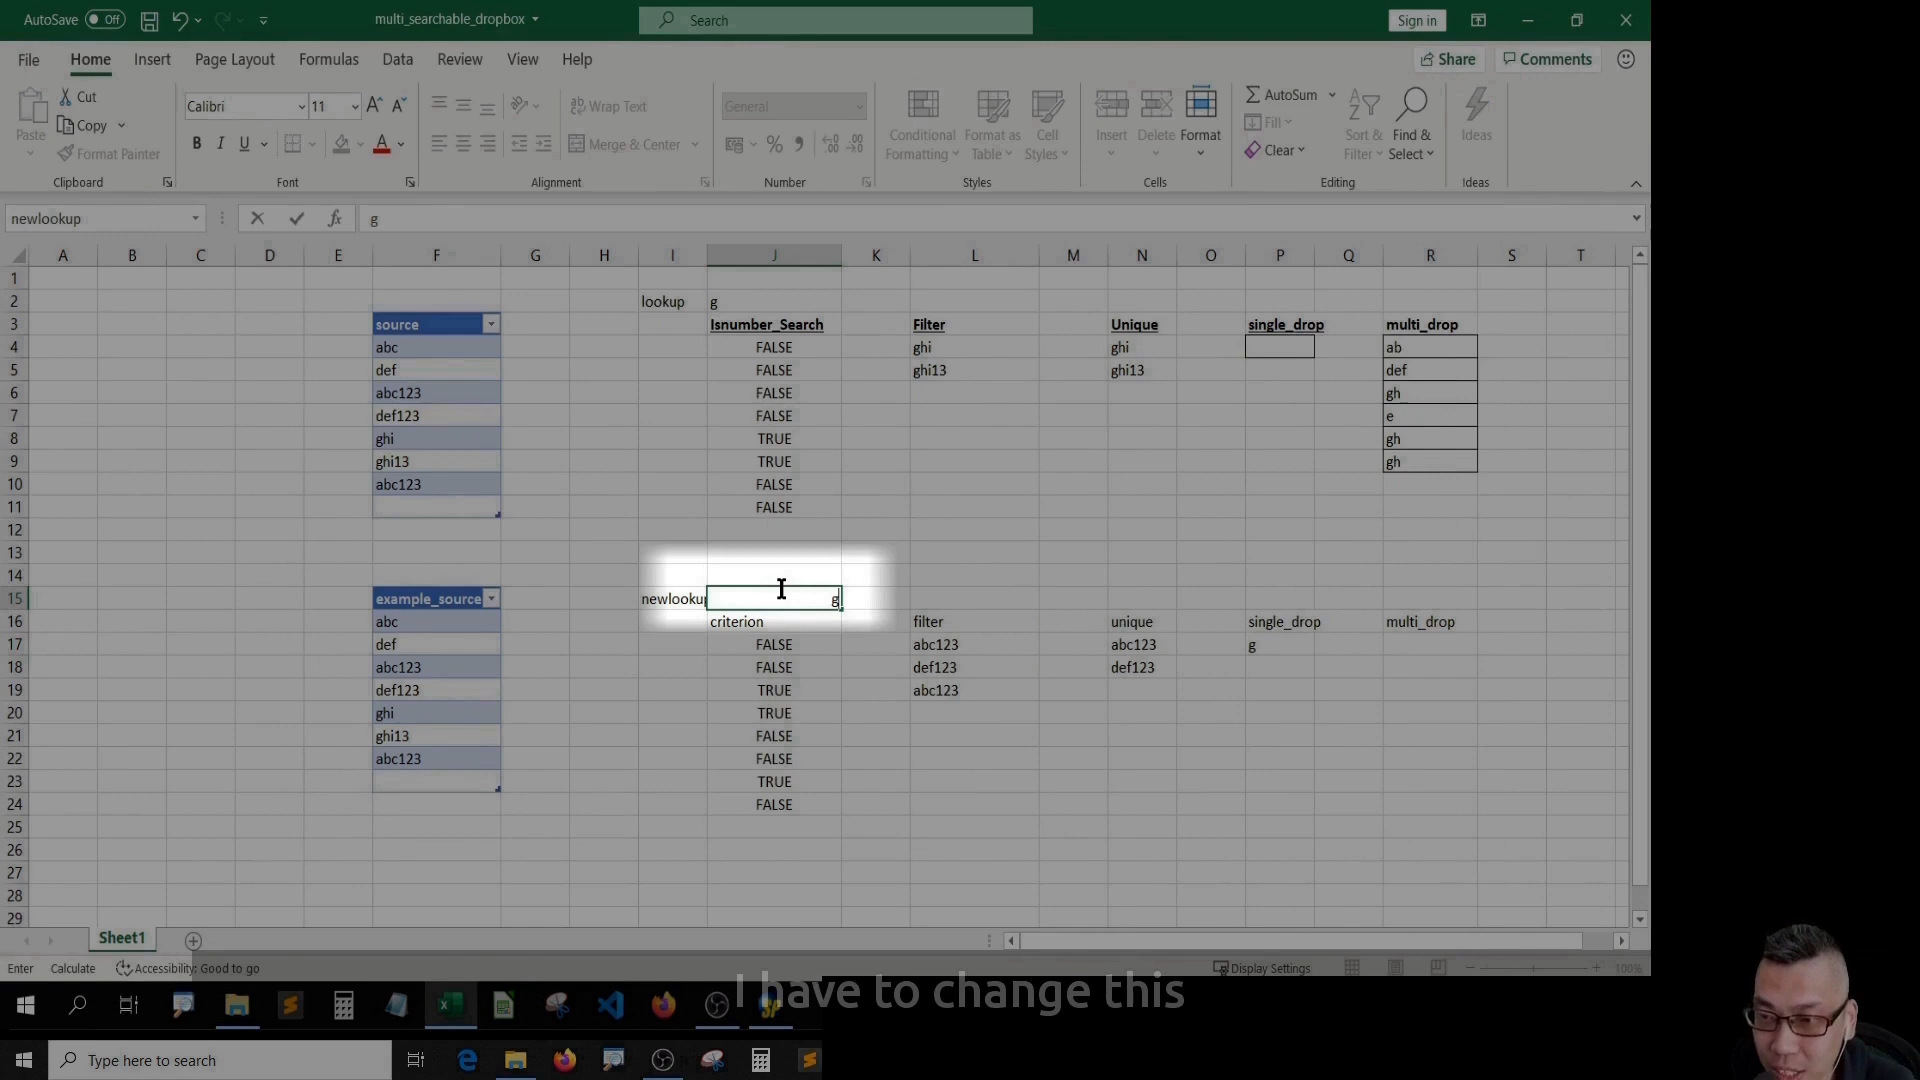 AutoSave Off multi_searchable_dropbox Search Sign in
File Home Insert Page Layout Formulas Data Review View Help Share Comments
Paste Cut Copy Format Painter Clipboard
Calibri 11 B I U A Font
Wrap Text Merge & Center Alignment
General % Number
Conditional Formatting Format as Table Cell Styles Styles
Insert Delete Format Cells
AutoSum Fill Clear Sort & Filter Find & Select Editing
Ideas Ideas
newlookup fx g
A B C D E F G H I J K L M N O P Q R S T
1
2 lookup g
3 source Isnumber_Search Filter Unique single_drop multi_drop
4 abc FALSE ghi ghi ab
5 def FALSE ghi13 ghi13 def
6 abc123 FALSE gh
7 def123 FALSE e
8 ghi TRUE gh
9 ghi13 TRUE gh
10 abc123 FALSE
11 FALSE
12
13
14
15 example_source newlookup g
16 abc criterion filter unique single_drop multi_drop
17 def FALSE abc123 abc123 g
18 abc123 FALSE def123 def123
19 def123 TRUE abc123
20 ghi TRUE
21 ghi13 FALSE
22 abc123 FALSE
23 TRUE
24 FALSE
25
26
27
28
29
Sheet1
Enter Calculate Accessibility: Good to go Display Settings 100%
I have to change this
Type here to search